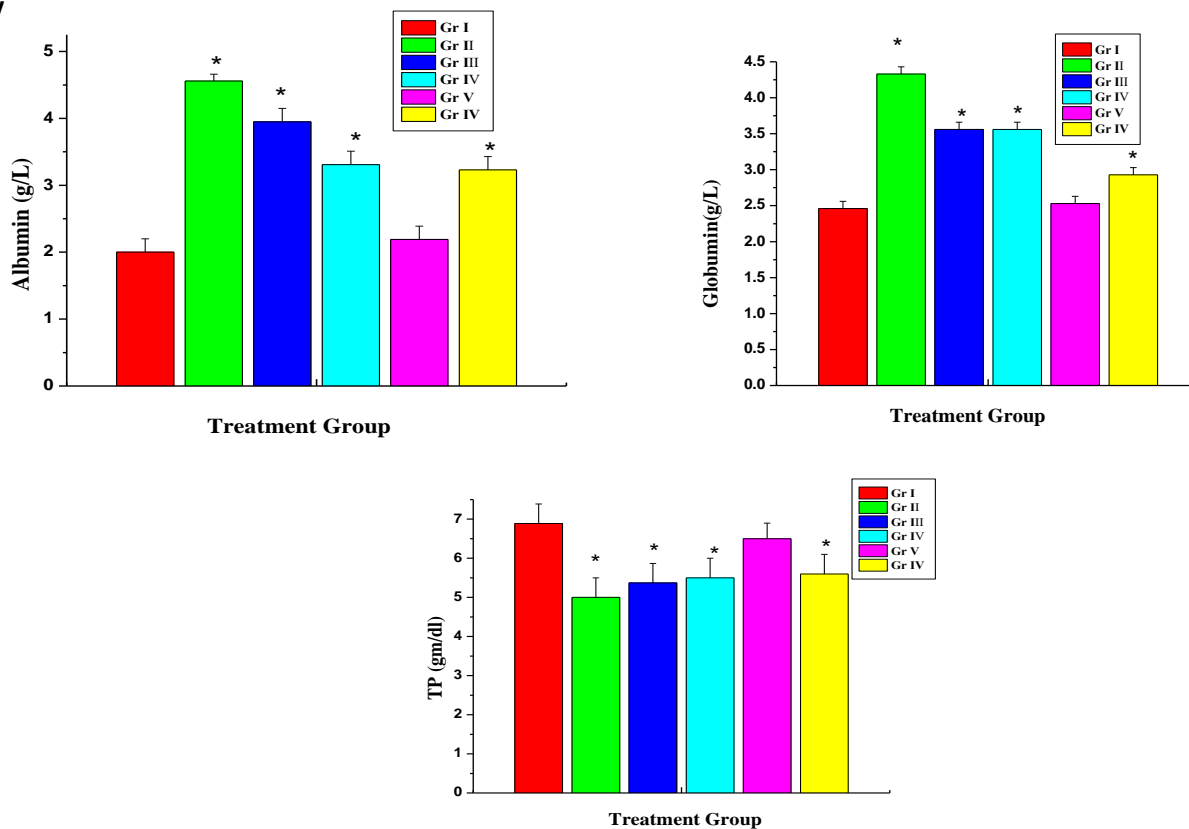 Gr I
Gr II
Gr III
Gr IV
Gr V
Gr IV
5
4
3
2
1
0
*
*
*
*
Albumin (g/L)
Treatment Group
Gr I
Gr II
Gr III
Gr IV
Gr V
Gr IV
4.5
4.0
3.5
3.0
2.5
2.0
1.5
1.0
0.5
0.0
*
*
*
*
Globumin(g/L)
Treatment Group
Gr I
Gr II
Gr III
Gr IV
Gr V
Gr IV
7
6
5
4
3
2
1
0
*
*
*
*
TP (gm/dl)
Treatment Group